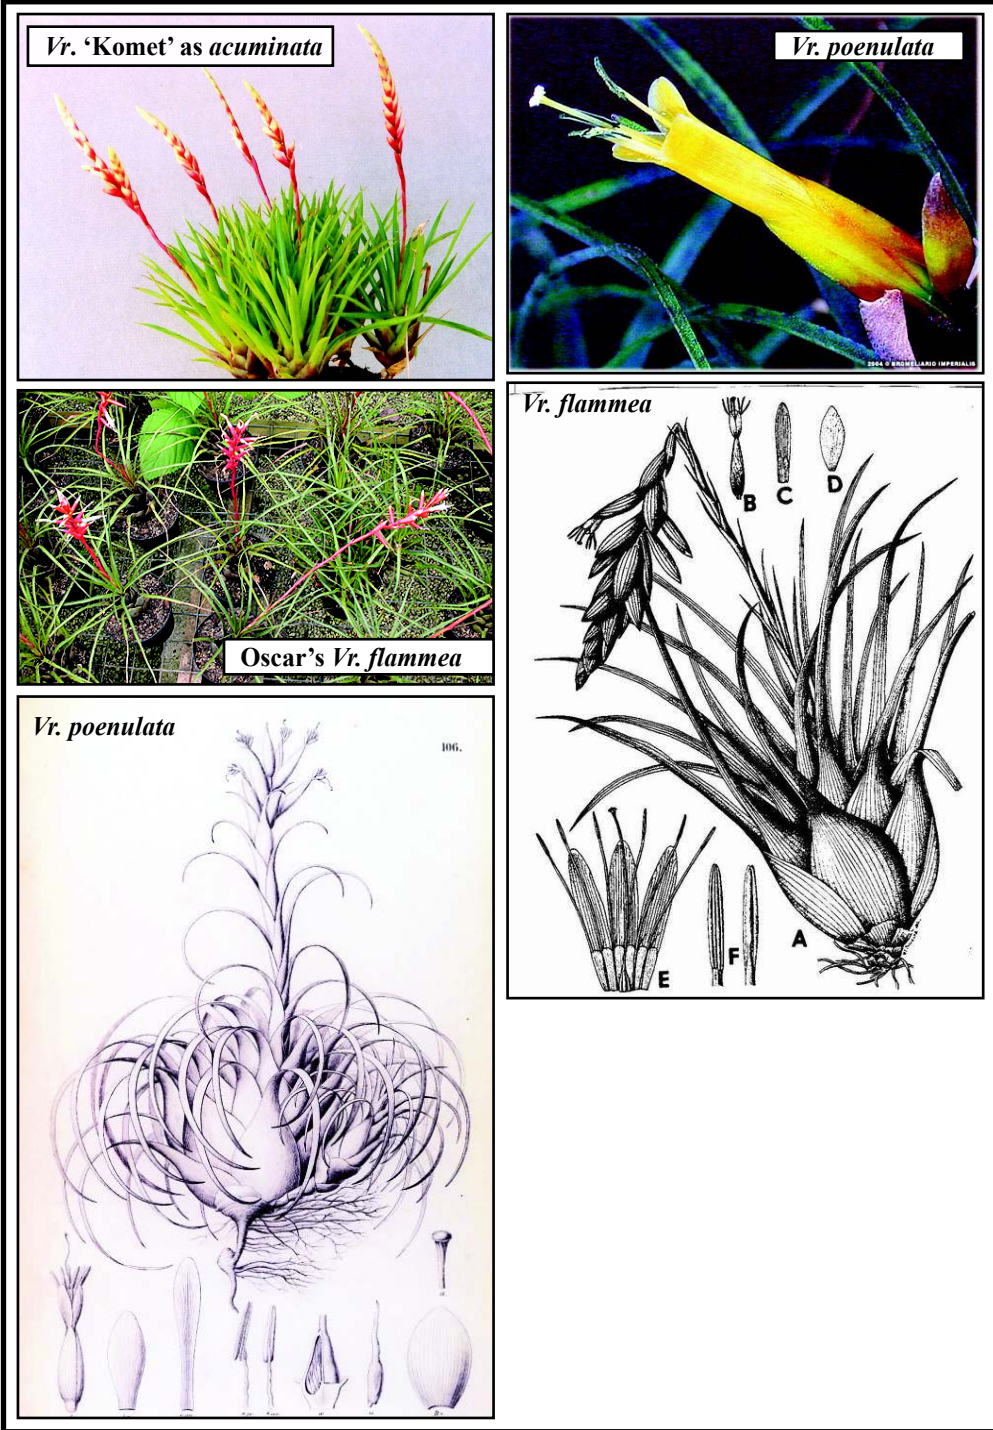 Vr. ‘Komet’ as acuminata
Vr. poenulata
2004 © BROMELIARIO IMPERIALIS
Vr. flammea
B
C
D
Oscar’s Vr. flammea
Vr. poenulata
106.
A
E
F